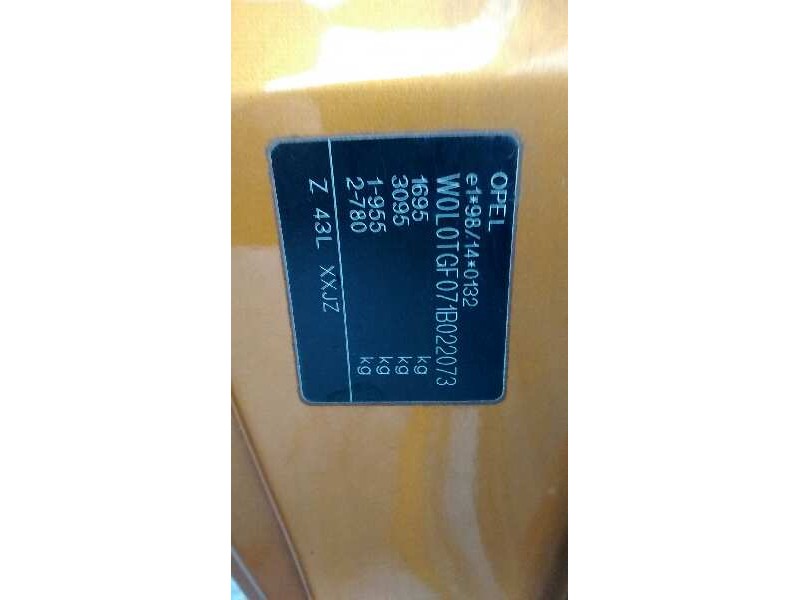 OPEL
e1*98/14*0132
W0L0TGF071B022073
1695 kg
3095 kg
1-955 kg
2-780 kg
Z 43L XXJZ